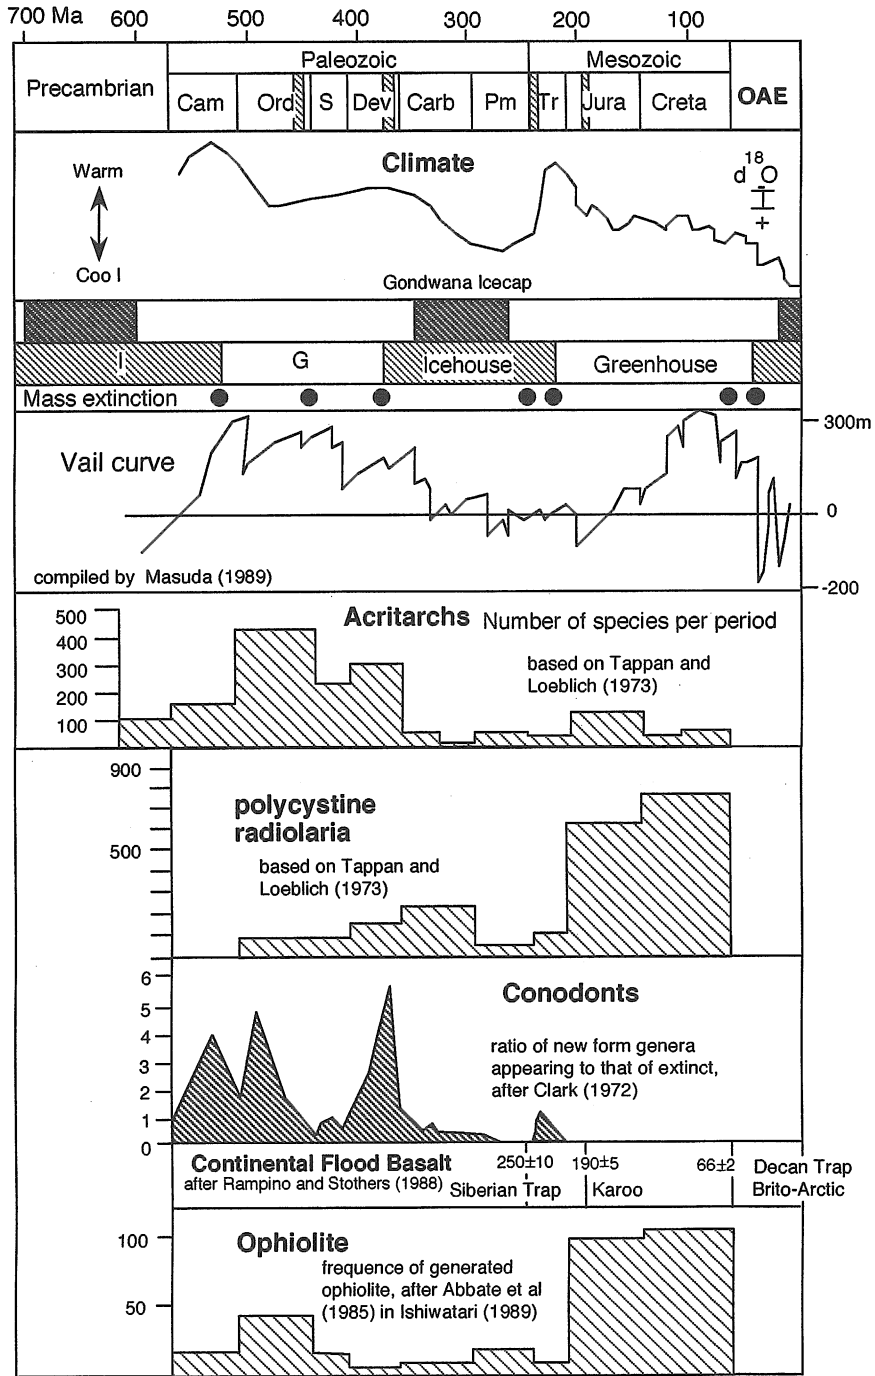 700 Ma 600 500 400 300 200 100
Paleozoic Mesozoic
Precambrian Cam Ord S Dev Carb Pm Tr Jura Creta OAE
Climate
Warm
d18O
-
+
Coo l
Gondwana Icecap
I G Icehouse Greenhouse
Mass extinction
300m
Vail curve
0
compiled by Masuda (1989)
-200
Acritarchs Number of species per period
500
400
300
200
100
based on Tappan and
Loeblich (1973)
900
500
polycystine
radiolaria
based on Tappan and
Loeblich (1973)
6
5
4
3
2
1
0
Conodonts
ratio of new form genera
appearing to that of extinct,
after Clark (1972)
Continental Flood Basalt 250±10 190±5 66±2 Decan Trap
after Rampino and Stothers (1988) Siberian Trap Karoo Brito-Arctic
100
50
Ophiolite
frequence of generated
ophiolite, after Abbate et al
(1985) in Ishiwatari (1989)